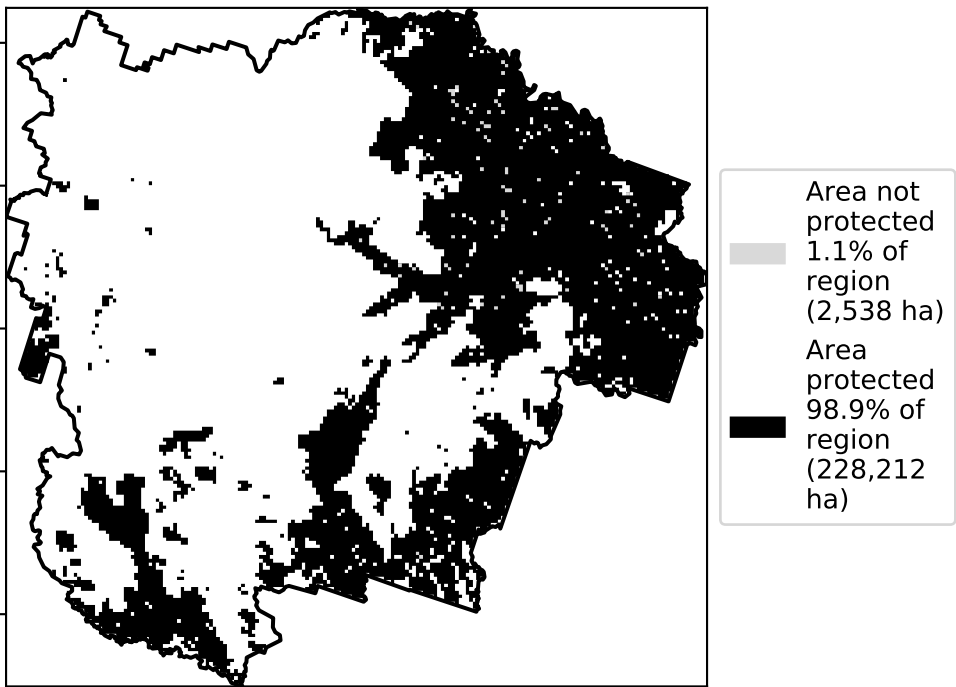 Area not
protected
1.1% of
region
(2,538 ha)
Area
protected
98.9% of
region
(228,212
ha)